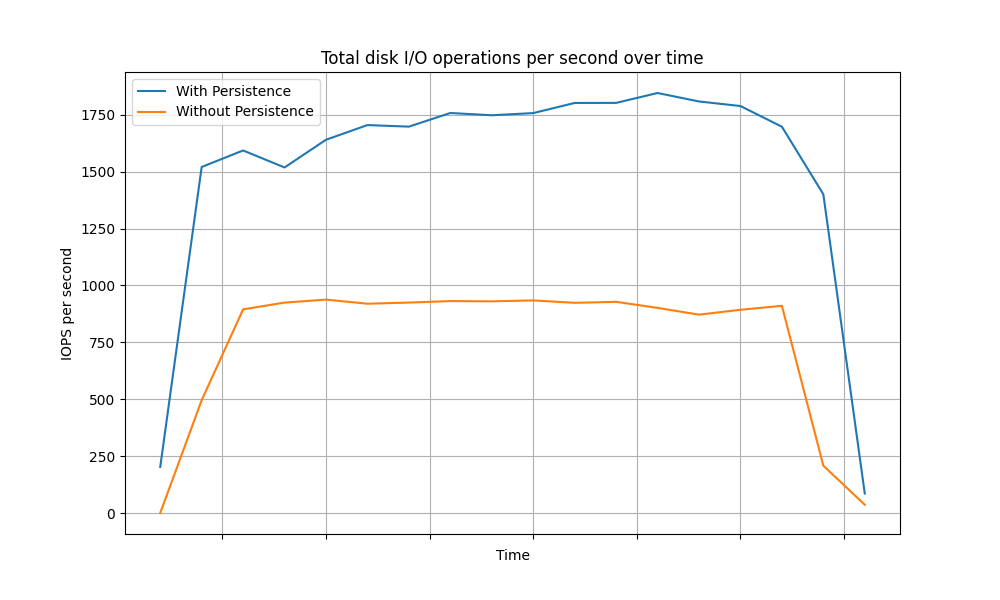 Total disk I/O operations per second over time
With Persistence
Without Persistence
1750
1500
1250
1000
750
500
250
0
IOPS per second
Time